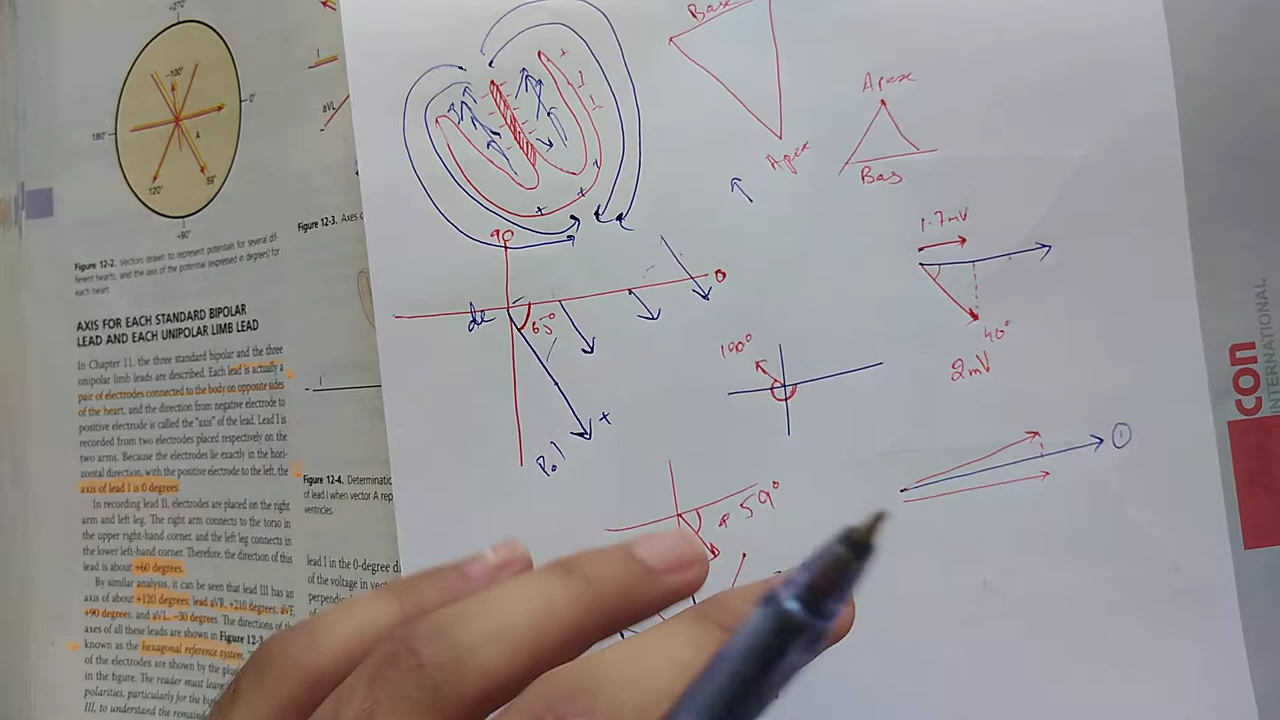 +270°
-100°
0°
180°
A
120°
59°
+90°
I
aVL
Figure 12-3. Axes o
Figure 12-2. Vectors drawn to represent potentials for several dif-
ferent hearts, and the axis of the potential (expressed in degrees) for
each heart.
AXIS FOR EACH STANDARD BIPOLAR
LEAD AND EACH UNIPOLAR LIMB LEAD
In Chapter 11, the three standard bipolar and the three
unipolar limb leads are described. Each lead is actually a
pair of electrodes connected to the body on opposite sides
of the heart, and the direction from negative electrode to
positive electrode is called the "axis" of the lead. Lead I is
recorded from two electrodes placed respectively on the
two arms. Because the electrodes lie exactly in the hori-
zontal direction, with the positive electrode to the left, the
axis of lead I is 0 degrees.
In recording lead II, electrodes are placed on the right
arm and left leg. The right arm connects to the torso in
the upper right-hand corner, and the left leg connects in
the lower left-hand corner. Therefore, the direction of this
lead is about +60 degrees.
By similar analysis, it can be seen that lead III has an
axis of about +120 degrees; lead aVR, +210 degrees; aVF,
+90 degrees; and aVL, -30 degrees. The directions of the
axes of all these leads are shown in Figure 12-3,
known as the hexagonal reference system.
of the electrodes are shown by the plus
in the figure. The reader must learn
polarities, particularly for the bip
III, to understand the remaind
I
Figure 12-4. Determinatic
of lead I when vector A rep
ventricles.
lead I in the 0-degree di
of the voltage in vect
perpendic
Base
Apex
Apex
Bas
90
0
65°
+
1.7mV
40°
2mV
100°
+59°
1
con
INTERNATIONAL